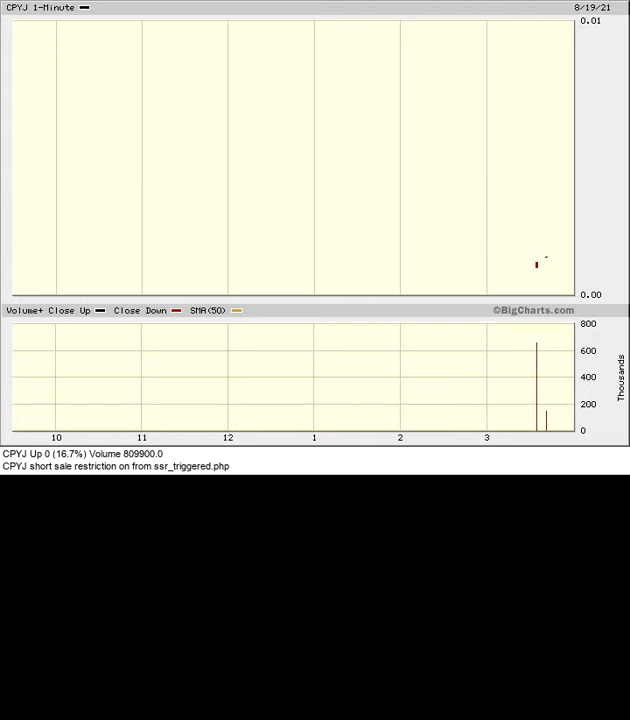 CPYJ 1-Minute 8/19/21
0.01
0.00
Volume+ Close Up Close Down SMA(50) ©BigCharts.com
800
600
400
200
0
Thousands
10 11 12 1 2 3
CPYJ Up 0 (16.7%) Volume 809900.0
CPYJ short sale restriction on from ssr_triggered.php